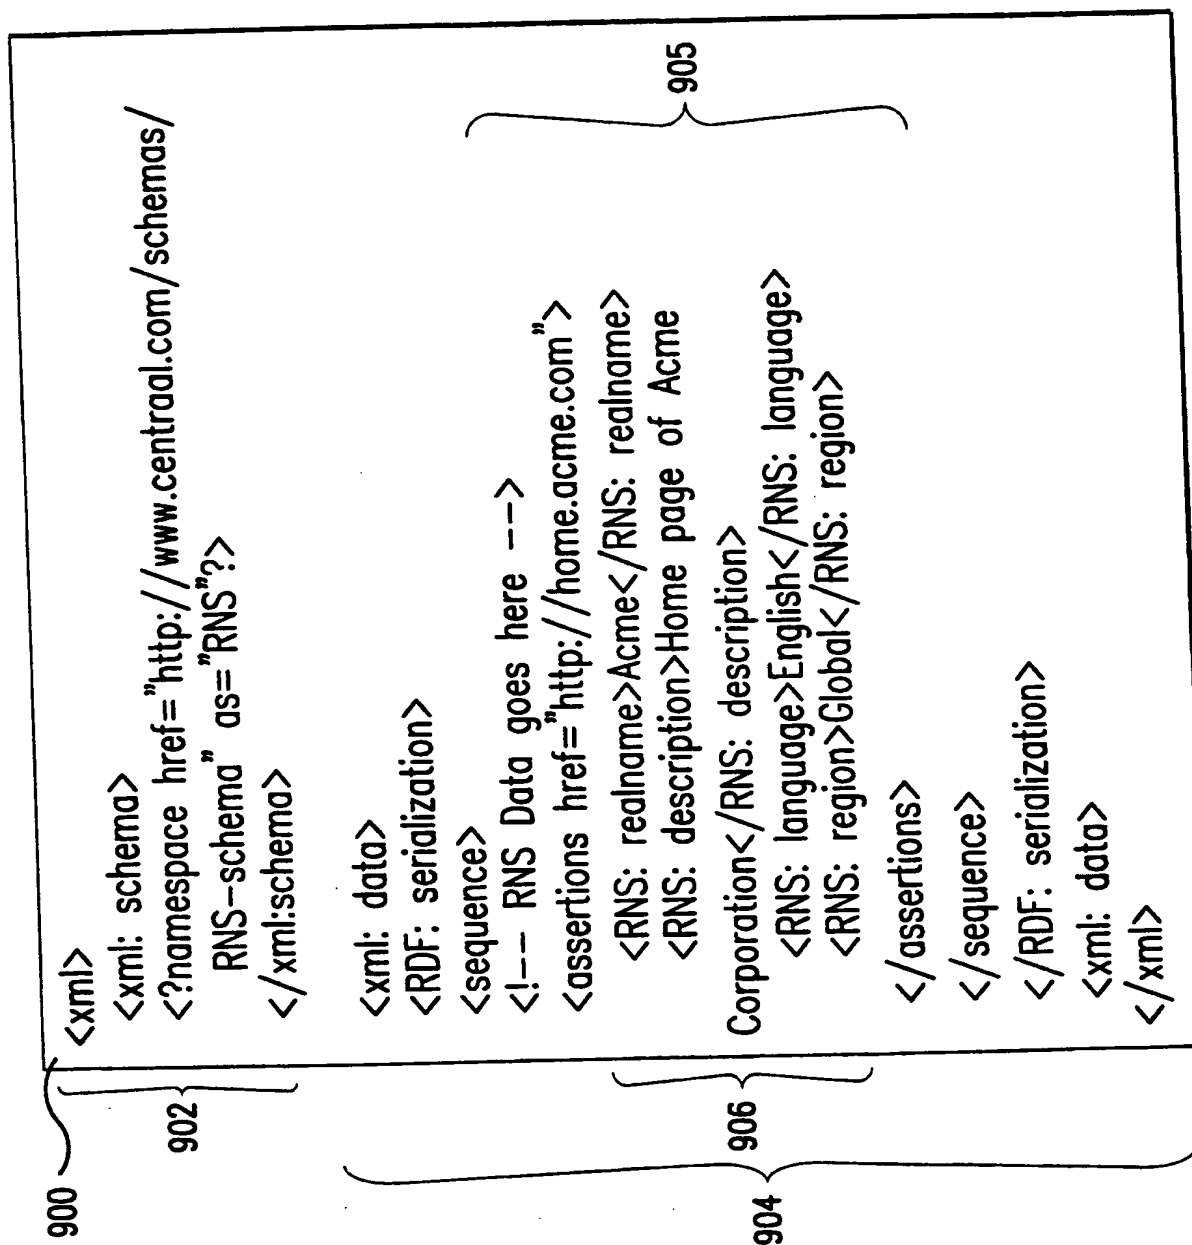 900
<xml>
<xml: schema>
<?namespace href="http://www.centraal.com/schemas/
RNS-schema" as="RNS"?>
</xml:schema>
902
<xml: data>
<RDF: serialization>
<sequence>
<!-- RNS Data goes here -->
<assertions href="http://home.acme.com">
<RNS: realname>Acme</RNS: realname>
<RNS: description>Home page of Acme
Corporation</RNS: description>
<RNS: language>English</RNS: language>
<RNS: region>Global</RNS: region>
</assertions>
</sequence>
</RDF: serialization>
<xml: data>
</xml>
904
906
905